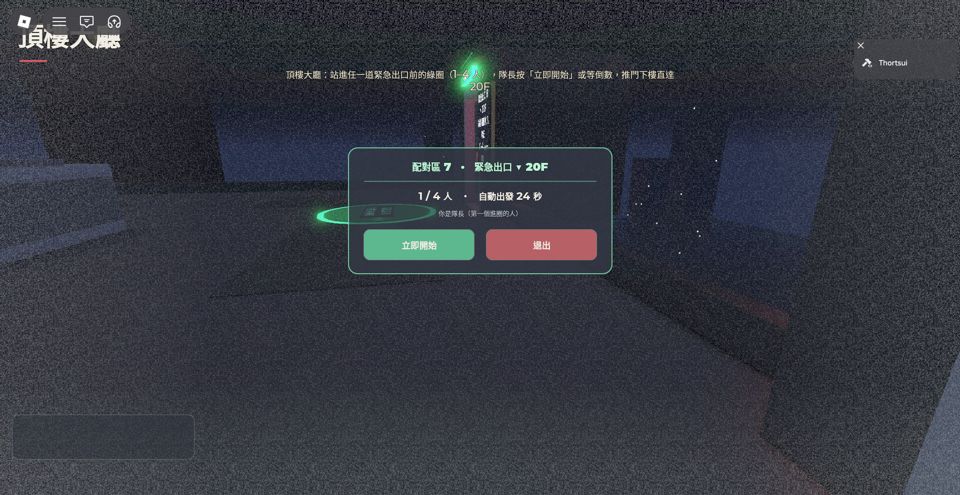 頂樓大廳
Thortsui
頂樓大廳：站進任一道緊急出口前的綠圈（1–4 人），隊長按「立即開始」或等倒數，推門下樓直達
20F
配對區 7 • 緊急出口 ▼ 20F
1 / 4 人 • 自動出發 24 秒
你是隊長（第一個進圈的人）
立即開始
退出